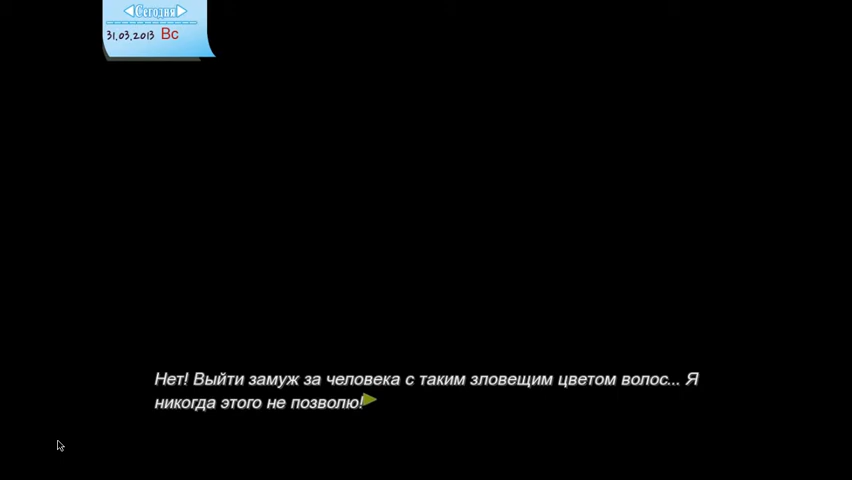 Сегодня
31.03.2013 Вс
Нет! Выйти замуж за человека с таким зловещим цветом волос... Я
никогда этого не позволю!